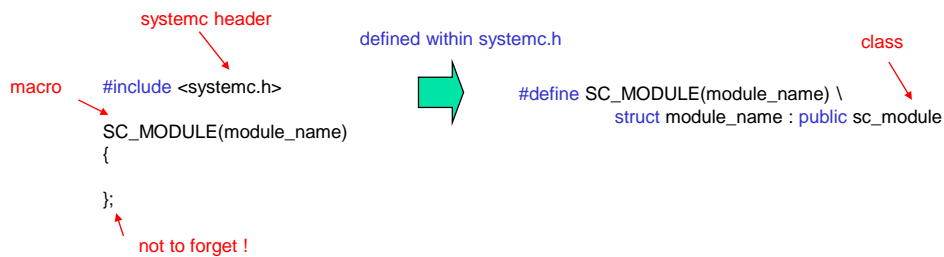 systemc header
defined within systemc.h
class
macro
#include <systemc.h>
#define SC_MODULE(module_name) \
struct module_name : public sc_module
SC_MODULE(module_name)
{
};
not to forget !